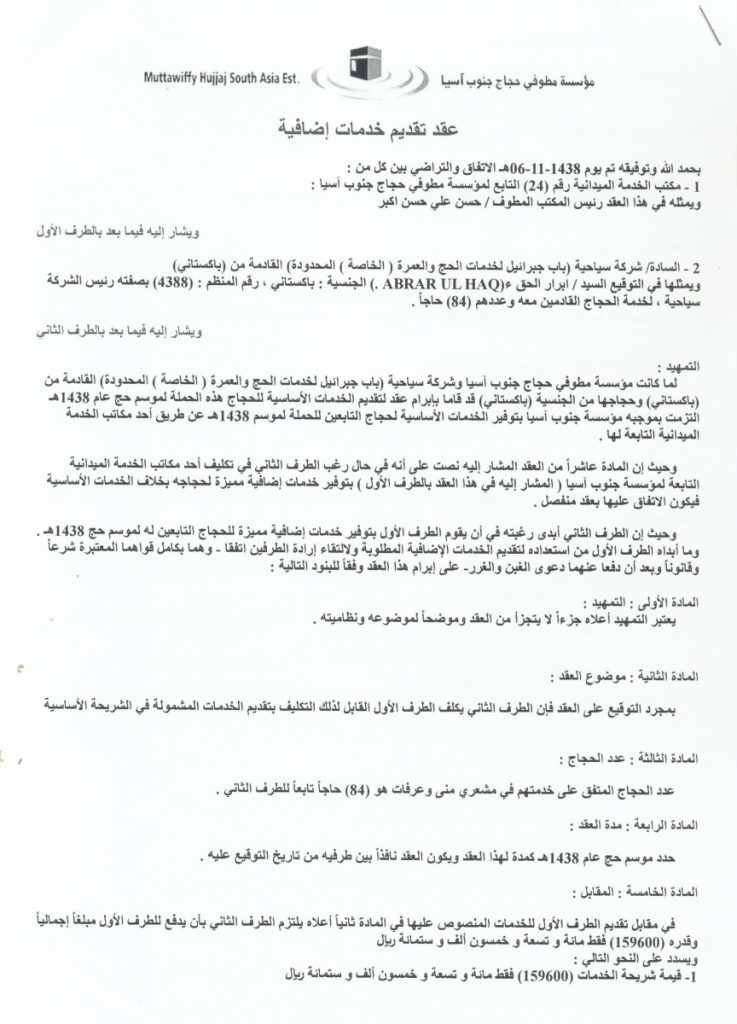 Muttawiffy Hujjaj South Asia Est.
مؤسسة مطوفي حجاج جنوب آسيا
عقد تقديم خدمات إضافية
بحمد الله وتوفيقه تم يوم 1438-11-06هـ الاتفاق والتراضي بين كل من :
1 - مكتب الخدمة الميدانية رقم (24) التابع لمؤسسة مطوفي حجاج جنوب آسيا :
ويمثله في هذا العقد رئيس المكتب المطوف / حسن علي حسن اكبر
ويشار إليه فيما بعد بالطرف الأول
2 - السادة/ شركة سياحية (باب جبرائيل لخدمات الحج والعمرة ( الخاصة ) المحدودة) القادمة من (باكستاني)
ويمثلها في التوقيع السيد / ابرار الحق ء(ABRAR UL HAQ .) الجنسية : باكستاني ، رقم المنظم : (4388) بصفته رئيس الشركة
سياحية ، لخدمة الحجاج القادمين معه وعددهم (84) حاجاً .
ويشار إليه فيما بعد بالطرف الثاني
التمهيد :
لما كانت مؤسسة مطوفي حجاج جنوب آسيا وشركة سياحية (باب جبرائيل لخدمات الحج والعمرة ( الخاصة ) المحدودة) القادمة من
(باكستاني) وحجاجها من الجنسية (باكستاني) قد قاما بإبرام عقد لتقديم الخدمات الأساسية للحجاج هذه الحملة لموسم حج عام 1438هـ
التزمت بموجبه مؤسسة جنوب آسيا بتوفير الخدمات الأساسية لحجاج التابعين للحملة لموسم 1438هـ عن طريق أحد مكاتب الخدمة
الميدانية التابعة لها .
وحيث إن المادة عاشراً من العقد المشار إليه نصت على أنه في حال رغب الطرف الثاني في تكليف أحد مكاتب الخدمة الميدانية
التابعة لمؤسسة جنوب آسيا ( المشار إليه في هذا العقد بالطرف الأول ) بتوفير خدمات إضافية مميزة لحجاجه بخلاف الخدمات الأساسية
فيكون الاتفاق عليها بعقد منفصل .
وحيث إن الطرف الثاني أبدى رغبته في أن يقوم الطرف الأول بتوفير خدمات إضافية مميزة للحجاج التابعين له لموسم حج 1438هـ .
وما أبداه الطرف الأول من استعداده لتقديم الخدمات الإضافية المطلوبة ولالتقاء إرادة الطرفين اتفقا - وهما بكامل قواهما المعتبرة شرعاً
وقانوناً وبعد أن دفعا عنهما دعوى الغبن والغرر- على إبرام هذا العقد وفقاً للبنود التالية :
المادة الأولى : التمهيد :
يعتبر التمهيد أعلاه جزءاً لا يتجزأ من العقد وموضحاً لموضوعه ونظاميته .
المادة الثانية : موضوع العقد :
بمجرد التوقيع على العقد فإن الطرف الثاني يكلف الطرف الأول القابل لذلك التكليف بتقديم الخدمات المشمولة في الشريحة الأساسية
المادة الثالثة : عدد الحجاج :
عدد الحجاج المتفق على خدمتهم في مشعري منى وعرفات هو (84) حاجاً تابعاً للطرف الثاني .
المادة الرابعة : مدة العقد :
حدد موسم حج عام 1438هـ كمدة لهذا العقد ويكون العقد نافذاً بين طرفيه من تاريخ التوقيع عليه .
المادة الخامسة : المقابل :
في مقابل تقديم الطرف الأول للخدمات المنصوص عليها في المادة ثانياً أعلاه يلتزم الطرف الثاني بأن يدفع للطرف الأول مبلغاً إجمالياً
وقدره (159600) فقط مائة و تسعة و خمسون ألف و ستمائة ريال
ويسدد على النحو التالي :
1- قيمة شريحة الخدمات (159600) فقط مائة و تسعة و خمسون ألف و ستمائة ريال